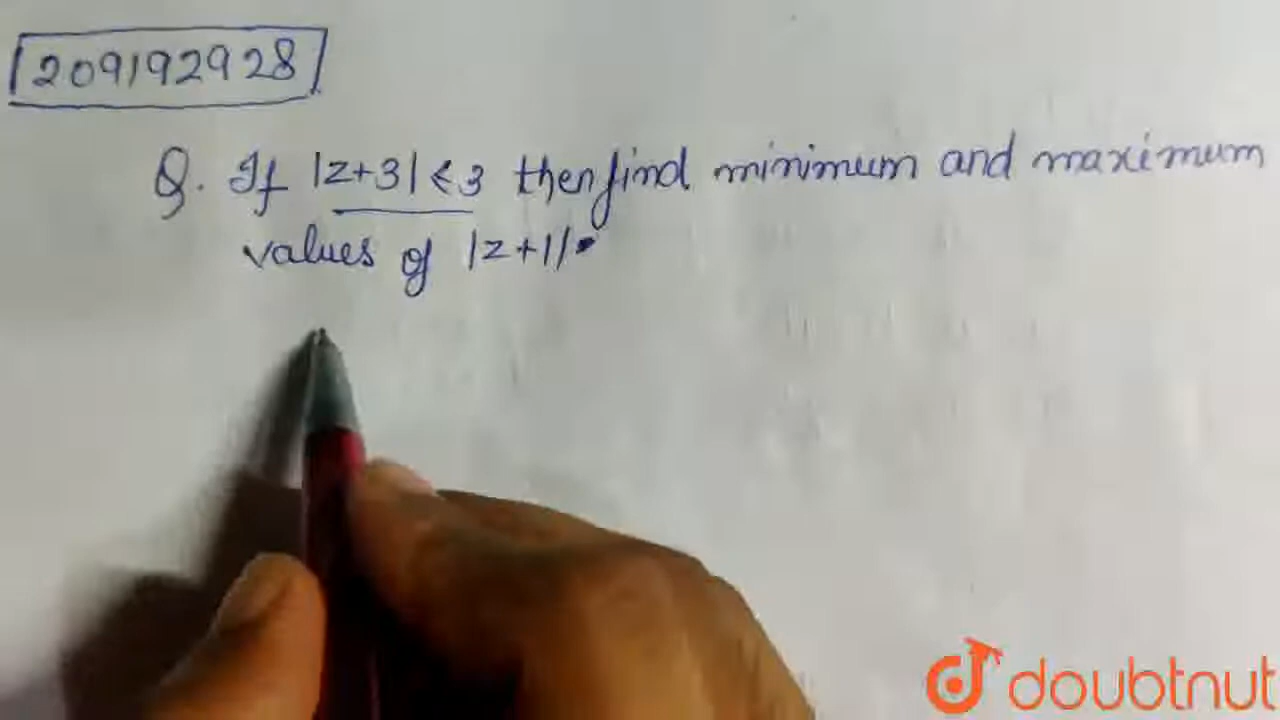 209192928
Q. If |z+3| ⩽ 3 then find minimum and maximum
values of |z+1|.
doubtnut